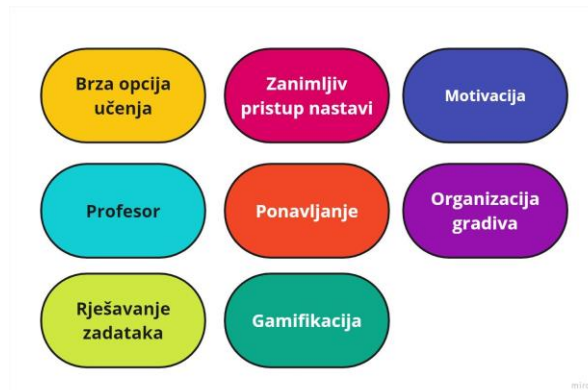 Brza opcija
učenja
Zanimljiv
pristup nastavi
Motivacija
Profesor
Ponavljanje
Organizacija
gradiva
Rješavanje
zadataka
Gamifikacija